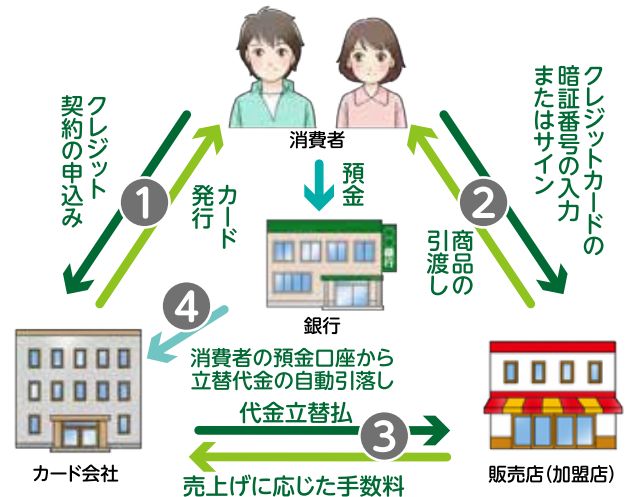 消費者
クレジット
契約の申込み
1
カード
発行
預金
2
クレジットカードの
暗証番号の入力
またはサイン
商品の
引渡し
銀行
銀行
4
消費者の預金口座から
立替代金の自動引落し
代金立替払
3
売上げに応じた手数料
カード会社
販売店(加盟店)